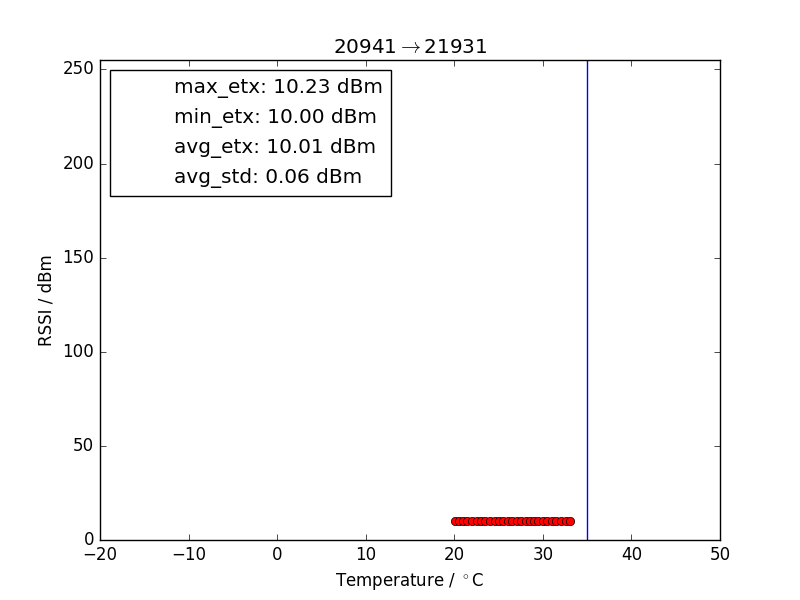 20941→21931
max_etx: 10.23 dBm
min_etx: 10.00 dBm
avg_etx: 10.01 dBm
avg_std: 0.06 dBm
250
200
150
100
50
0
RSSI / dBm
−20 −10 0 10 20 30 40 50
Temperature / °C